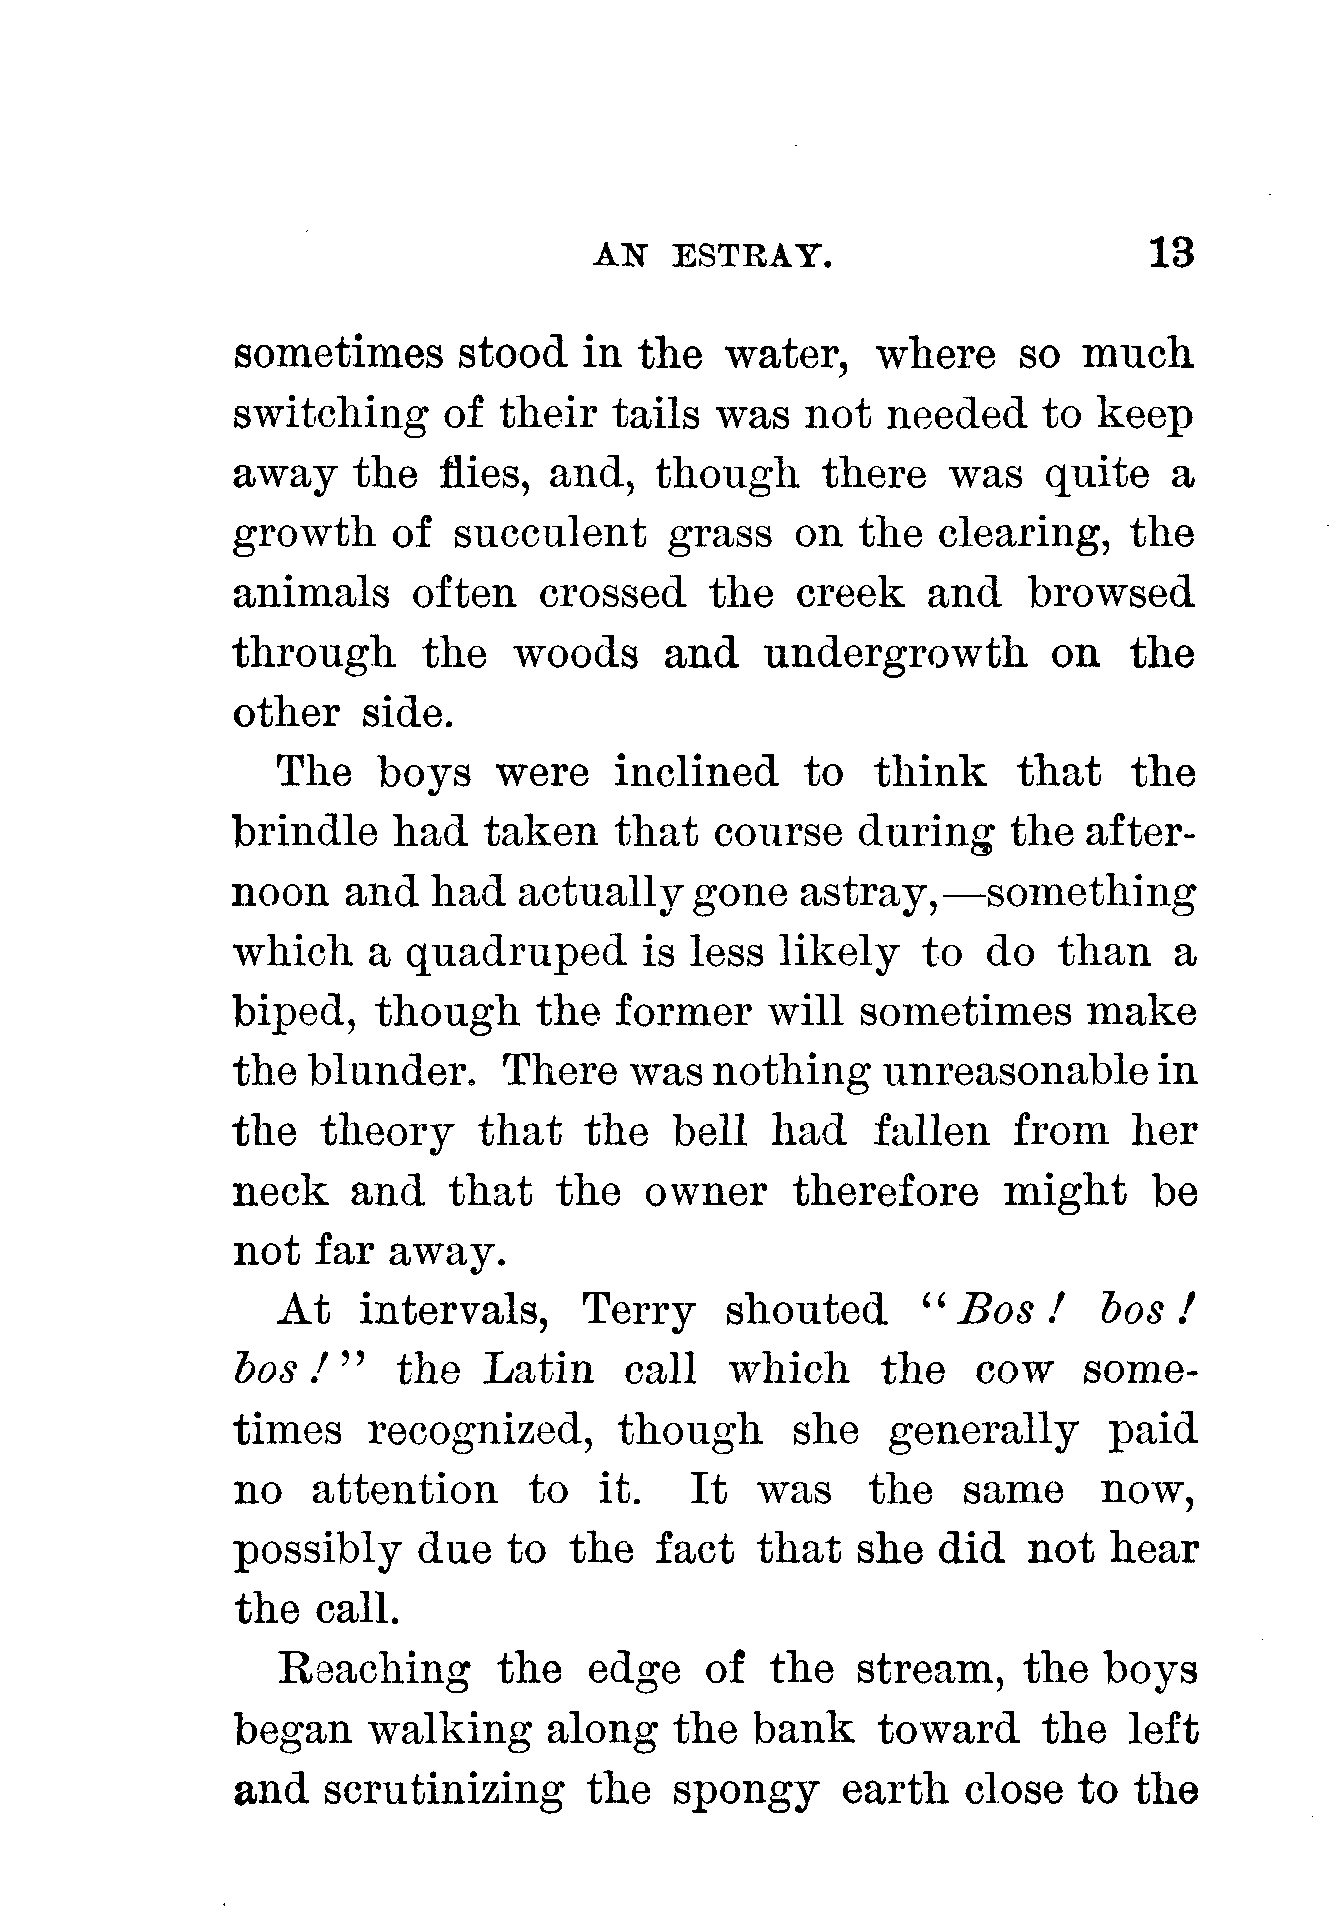 AN ESTRAY. 13
sometimes stood in the water, where so much
switching of their tails was not needed to keep
away the flies, and, though there was quite a
growth of succulent grass on the clearing, the
animals often crossed the creek and browsed
through the woods and undergrowth on the
other side.
The boys were inclined to think that the
brindle had taken that course during the after-
noon and had actually gone astray,—something
which a quadruped is less likely to do than a
biped, though the former will sometimes make
the blunder. There was nothing unreasonable in
the theory that the bell had fallen from her
neck and that the owner therefore might be
not far away.
At intervals, Terry shouted “Bos! bos!
bos!” the Latin call which the cow some-
times recognized, though she generally paid
no attention to it. It was the same now,
possibly due to the fact that she did not hear
the call.
Reaching the edge of the stream, the boys
began walking along the bank toward the left
and scrutinizing the spongy earth close to the